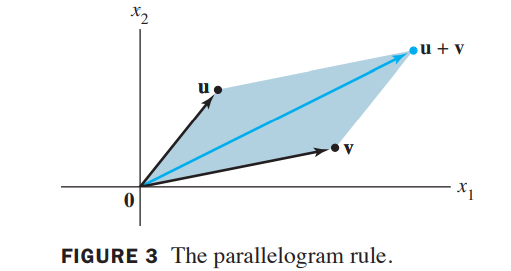 x₂
u + v
u
v
x₁
0
FIGURE 3 The parallelogram rule.